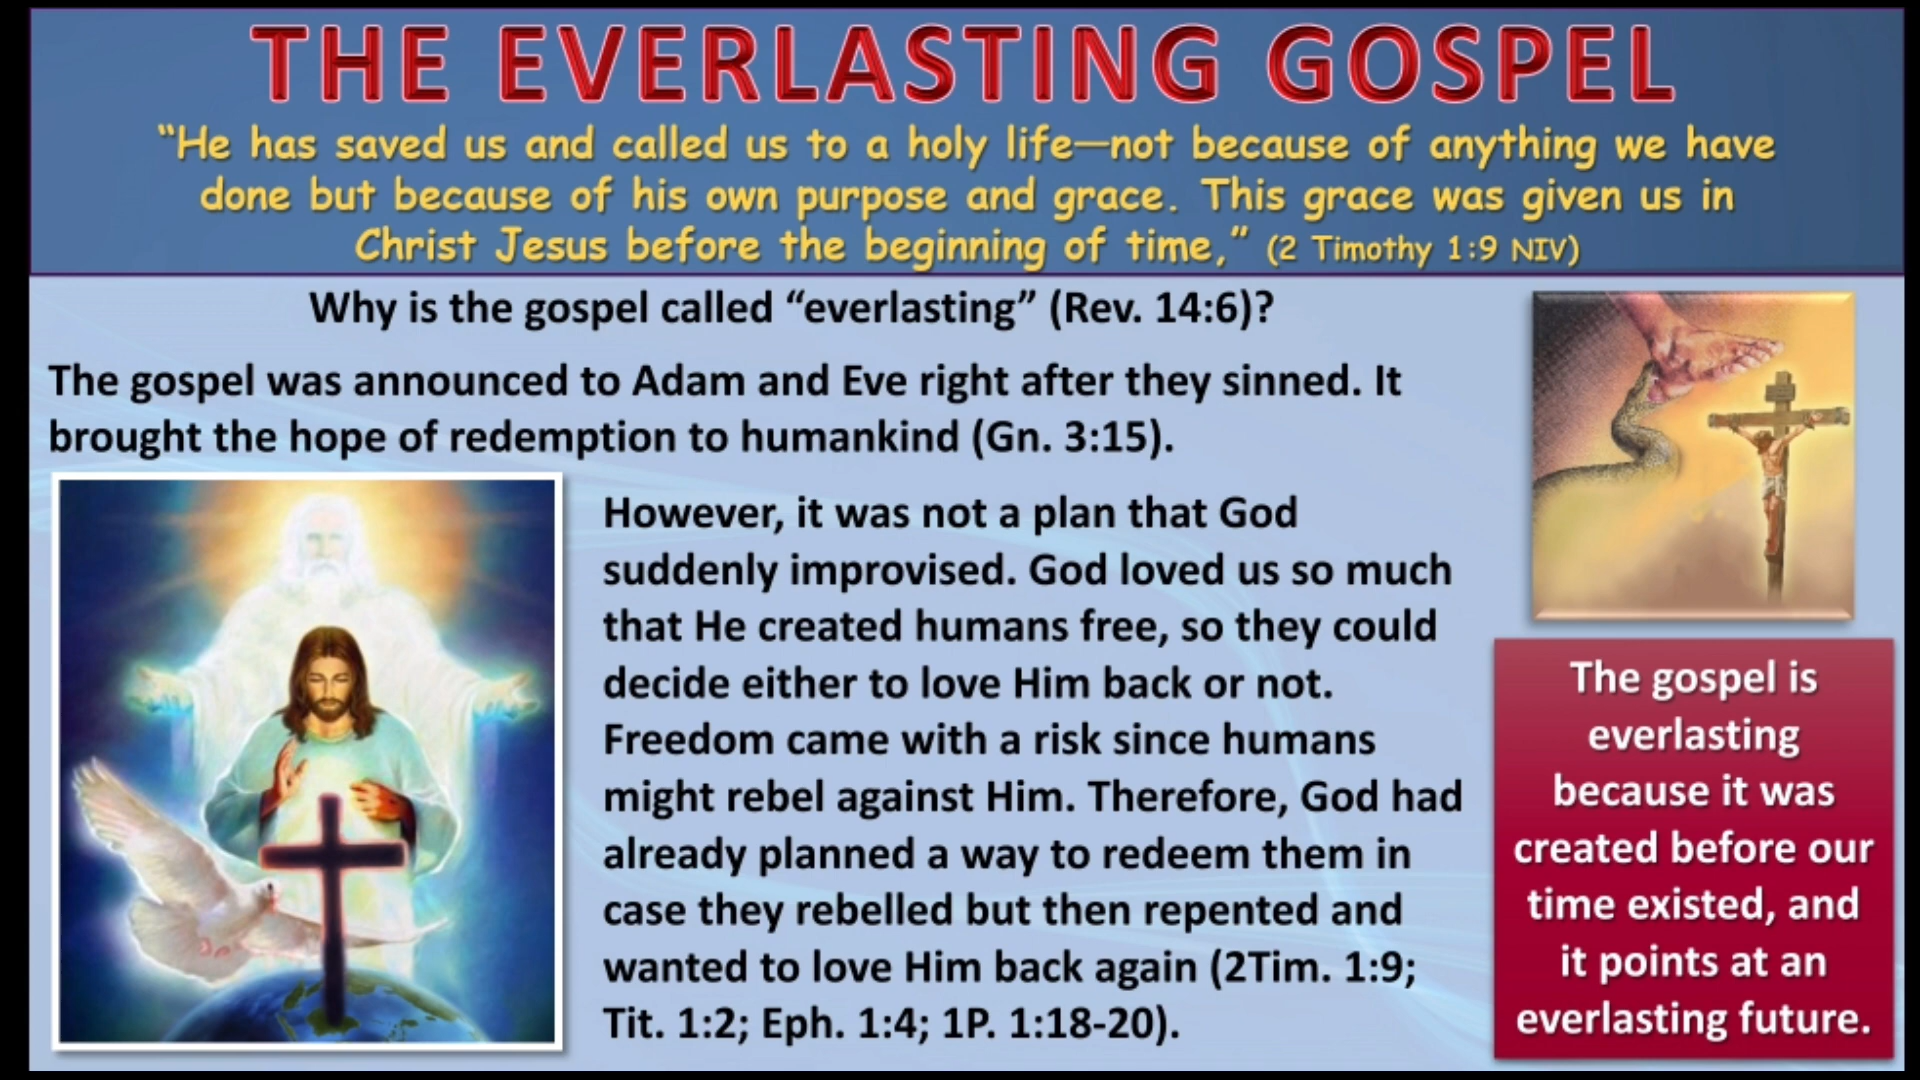 THE EVERLASTING GOSPEL
“He has saved us and called us to a holy life—not because of anything we have
done but because of his own purpose and grace. This grace was given us in
Christ Jesus before the beginning of time,” (2 Timothy 1:9 NIV)
Why is the gospel called “everlasting” (Rev. 14:6)?
The gospel was announced to Adam and Eve right after they sinned. It
brought the hope of redemption to humankind (Gn. 3:15).
However, it was not a plan that God
suddenly improvised. God loved us so much
that He created humans free, so they could
decide either to love Him back or not.
Freedom came with a risk since humans
might rebel against Him. Therefore, God had
already planned a way to redeem them in
case they rebelled but then repented and
wanted to love Him back again (2Tim. 1:9;
Tit. 1:2; Eph. 1:4; 1P. 1:18-20).
The gospel is
everlasting
because it was
created before our
time existed, and
it points at an
everlasting future.